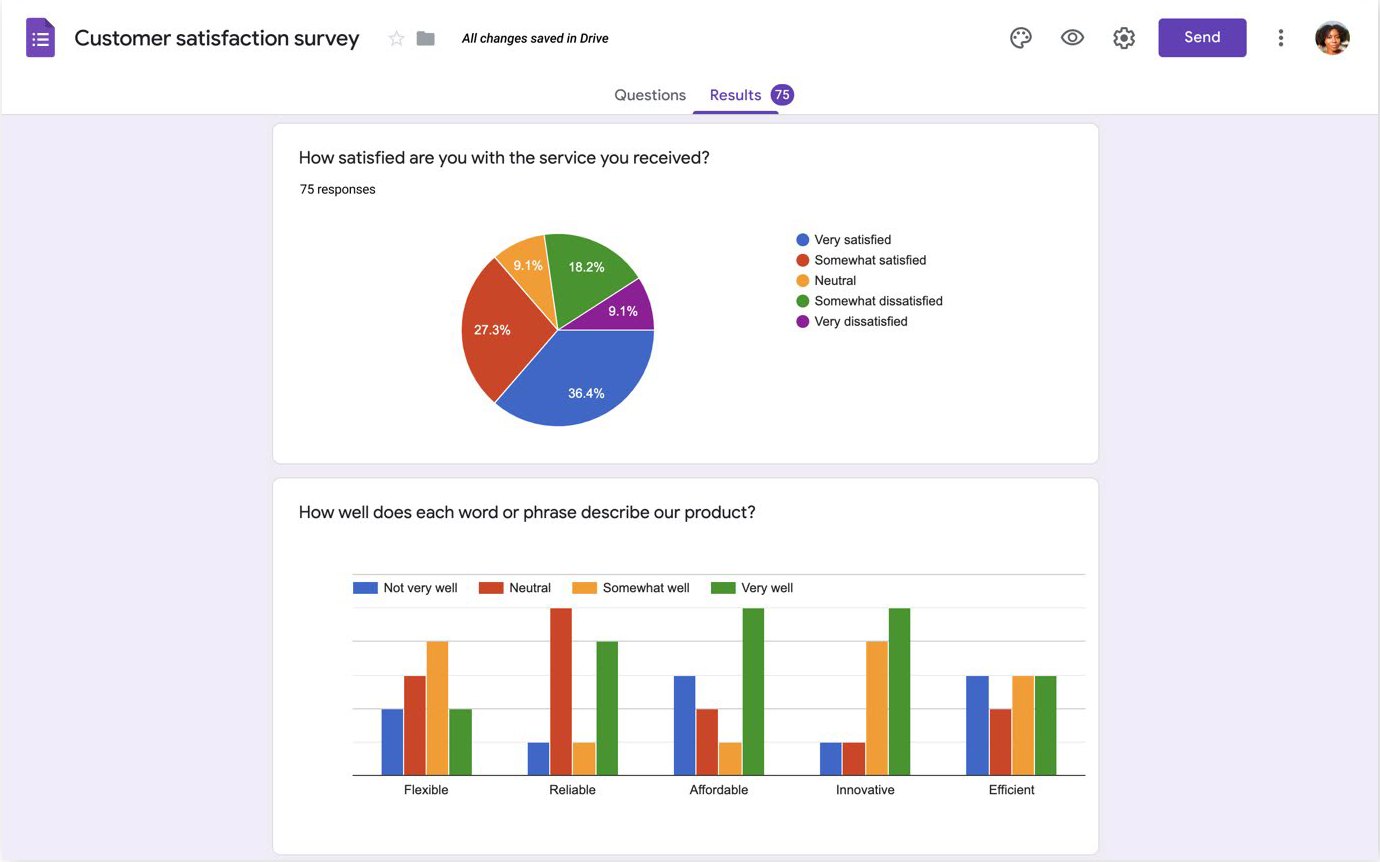 Customer satisfaction survey All changes saved in Drive Send
Questions Results 75
How satisfied are you with the service you received?
75 responses
Very satisfied
Somewhat satisfied
Neutral
Somewhat dissatisfied
Very dissatisfied
9.1%
18.2%
9.1%
27.3%
36.4%
How well does each word or phrase describe our product?
Not very well Neutral Somewhat well Very well
Flexible Reliable Affordable Innovative Efficient